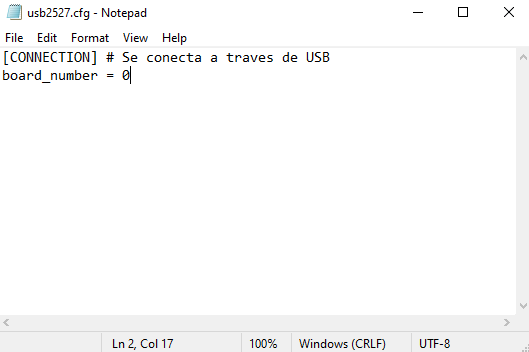 usb2527.cfg - Notepad
File Edit Format View Help
[CONNECTION] # Se conecta a traves de USB
board_number = 0
Ln 2, Col 17 100% Windows (CRLF) UTF-8